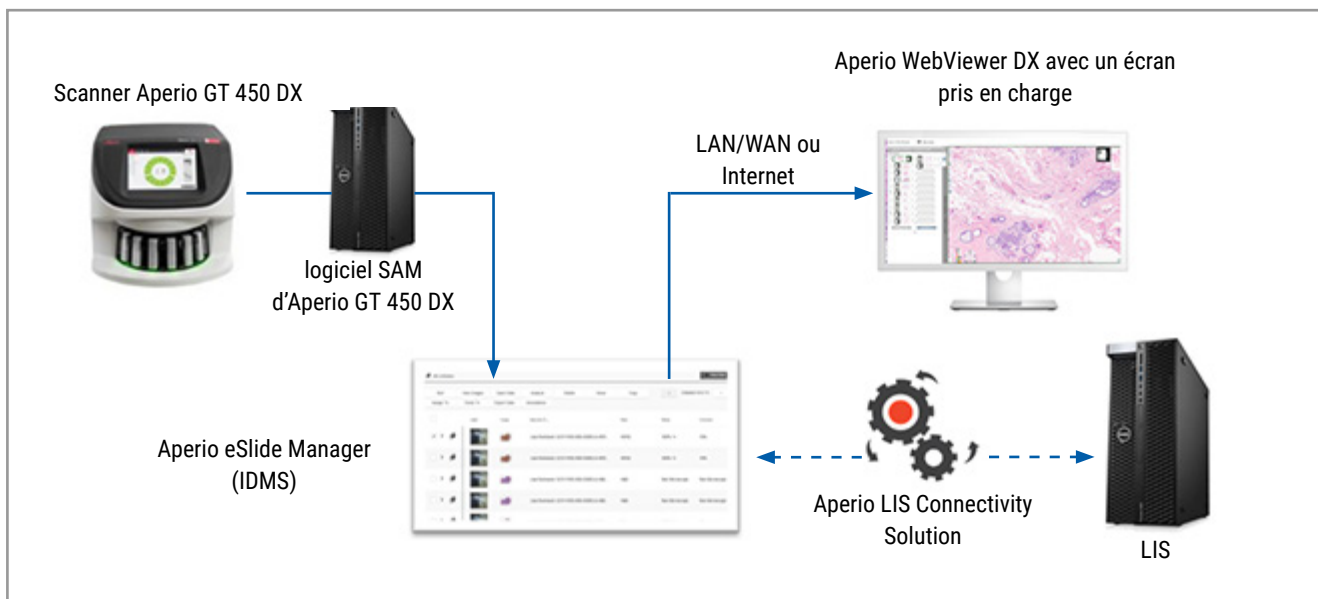 Scanner Aperio GT 450 DX
logiciel SAM
d'Aperio GT 450 DX
LAN/WAN ou
Internet
Aperio WebViewer DX avec un écran
pris en charge
Aperio eSlide Manager
(IDMS)
Aperio LIS Connectivity
Solution
LIS